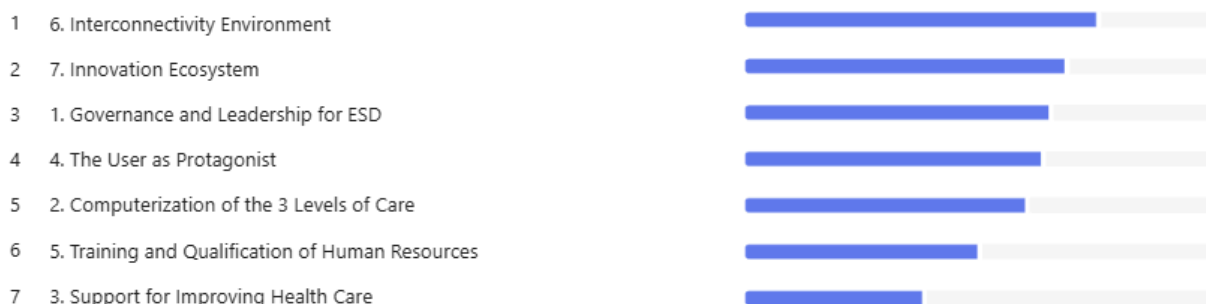 1 6. Interconnectivity Environment
2 7. Innovation Ecosystem
3 1. Governance and Leadership for ESD
4 4. The User as Protagonist
5 2. Computerization of the 3 Levels of Care
6 5. Training and Qualification of Human Resources
7 3. Support for Improving Health Care